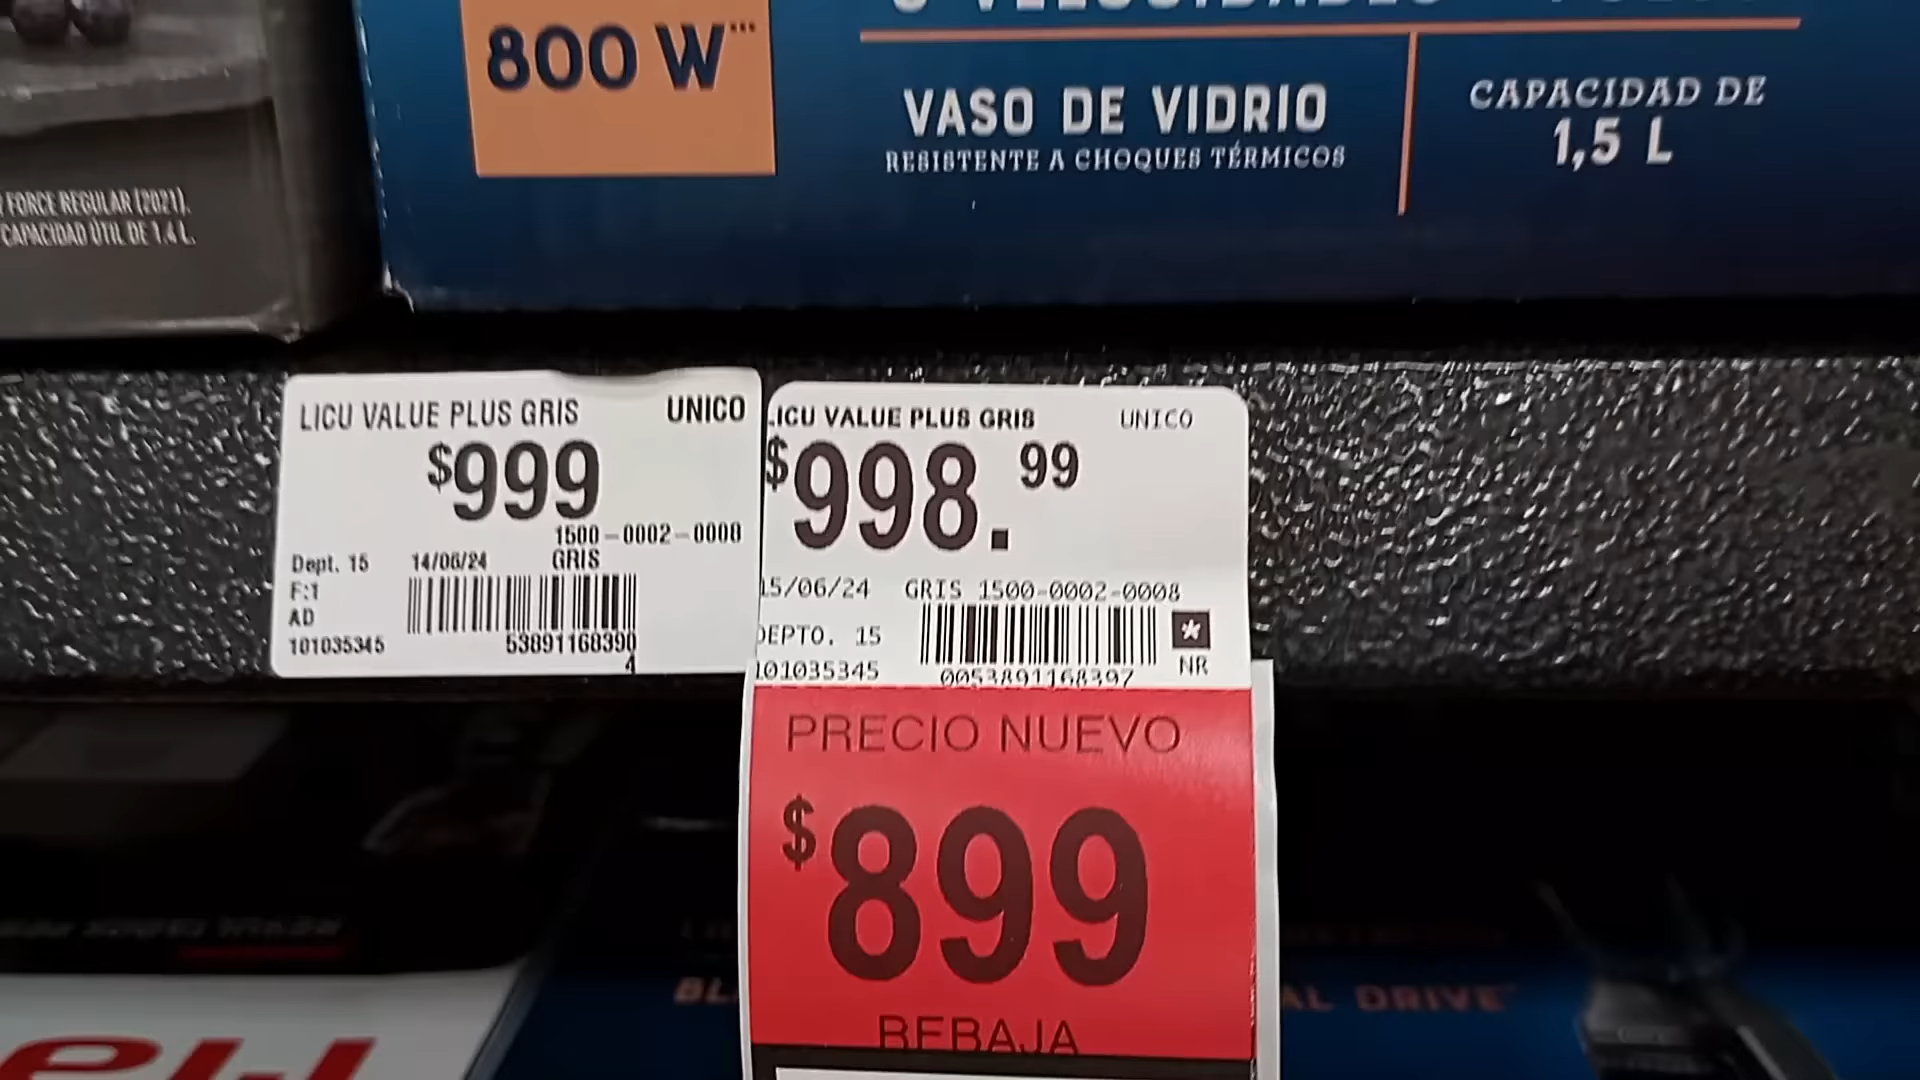 800 W
VASO DE VIDRIO
RESISTENTE A CHOQUES TÉRMICOS
CAPACIDAD DE
1,5 L
FORCE REGULAR (2021).
CAPACIDAD ÚTIL DE 1.4 L.
LICU VALUE PLUS GRIS UNICO
$999
1500-0002-0008
Dept. 15 14/06/24 GRIS
F:1
AD
101035345 53891168390
4
LICU VALUE PLUS GRIS UNICO
$998.99
15/06/24 GRIS 1500-0002-0008
DEPTO. 15
* NR
101035345 0053891168397
PRECIO NUEVO
$899
REBAJA
AL DRIVE